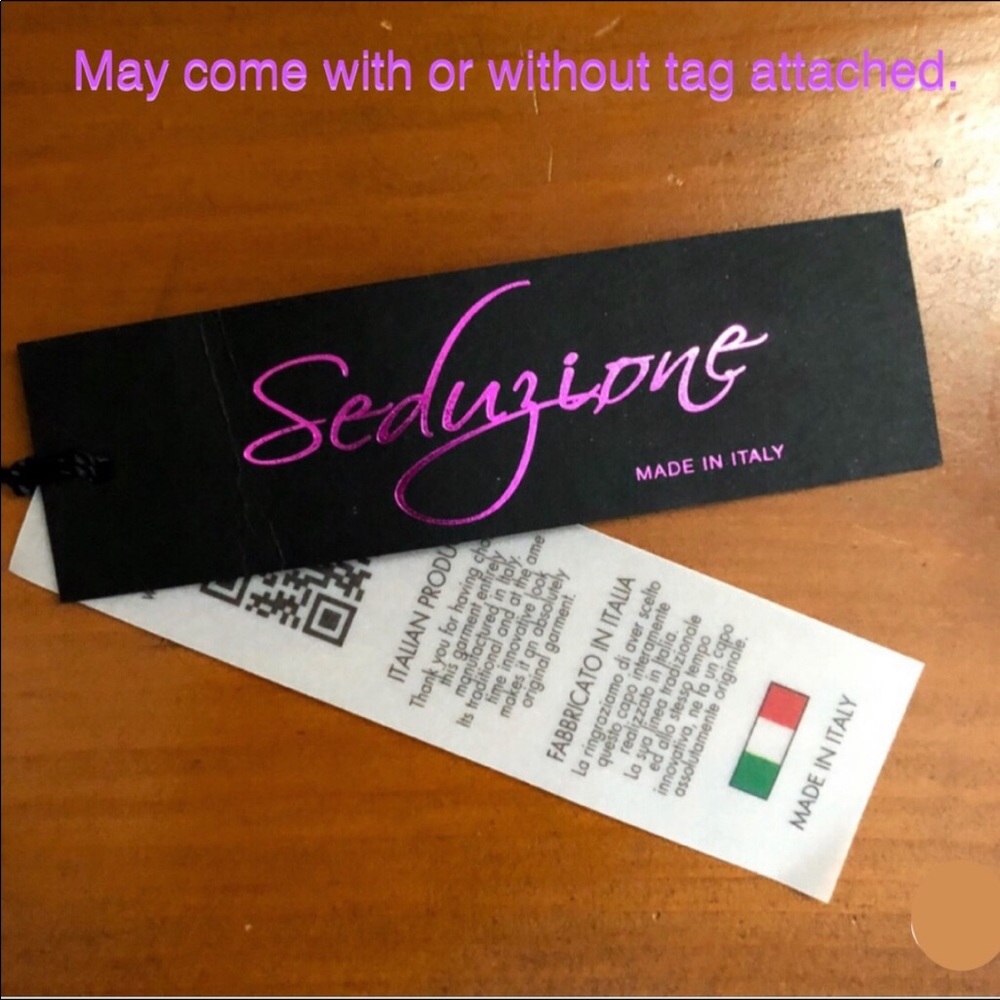 May come with or without tag attached.
Seduzione
MADE IN ITALY
ITALIAN
Thank you for having
this garment entirely
manufactured in Italy.
Its traditional and at the ame
time innovative look
makes it an absolutely
original garment.
FABBRICATO IN ITALIA
La ringraziamo di aver scelto
questo capo interamente
realizzato in Italia.
La sua linea tradizionale
ed allo stesso tempo
innovativa, ne fa un capo
assolutamente originale.
MADE IN ITALY